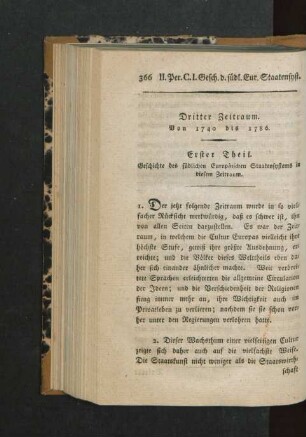 366 II. Per. C. I. Gesch. d. südl. Eur. Staatensyst.
Dritter Zeitraum.
Von 1740 bis 1786.
Erster Theil.
Geschichte des südlichen Europäischen Staatensystems in
diesem Zeitraum.
1. Der jetzt folgende Zeitraum wurde in so viel-
facher Rücksicht merkwürdig, daß es schwer ist, ihn
von allen Seiten darzustellen. Es war der Zeit-
raum, in welchem die Cultur Europas vielleicht ihre
höchste Stufe, gewiß ihre größte Ausdehnung, er-
reichte; und die Völker dieses Welttheils eben da-
her sich einander ähnlicher machte. Weit verbrei-
tete Sprachen erleichterten die allgemeine Circulation
der Ideen; und die Verschiedenheit der Religionen
fieng immer mehr an, ihre Wichtigkeit auch im
Privatleben zu verlieren; nachdem sie sie schon vor-
her unter den Regierungen verlohren hatte.
2. Dieser Wachsthum einer vielseitigen Cultur
zeigte sich daher auch auf die vielfachste Weise.
Die Staatskunst nicht weniger als die Staatswirth-
schaft